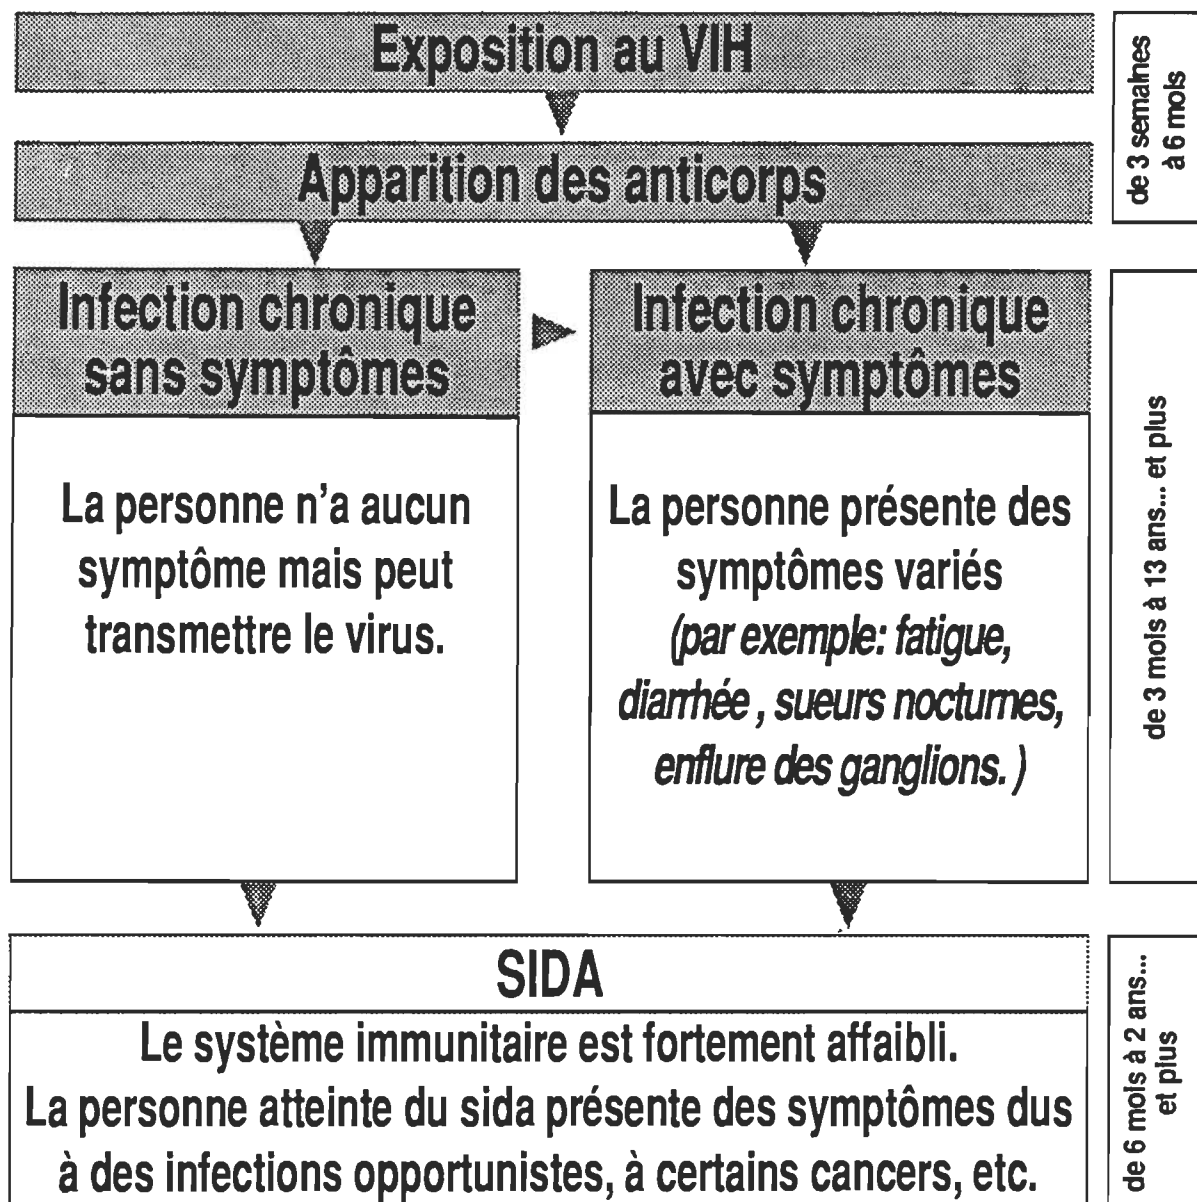 Exposition au VIH
de 3 semaines
à 6 mois
Apparition des anticorps
Infection chronique
sans symptômes
Infection chronique
avec symptômes
La personne n'a aucun
symptôme mais peut
transmettre le virus.
La personne présente des
symptômes variés
(par exemple: fatigue,
diarrhée , sueurs nocturnes,
enflure des ganglions. )
de 3 mois à 13 ans... et plus
SIDA
Le système immunitaire est fortement affaibli.
La personne atteinte du sida présente des symptômes dus
à des infections opportunistes, à certains cancers, etc.
de 6 mois à 2 ans...
et plus